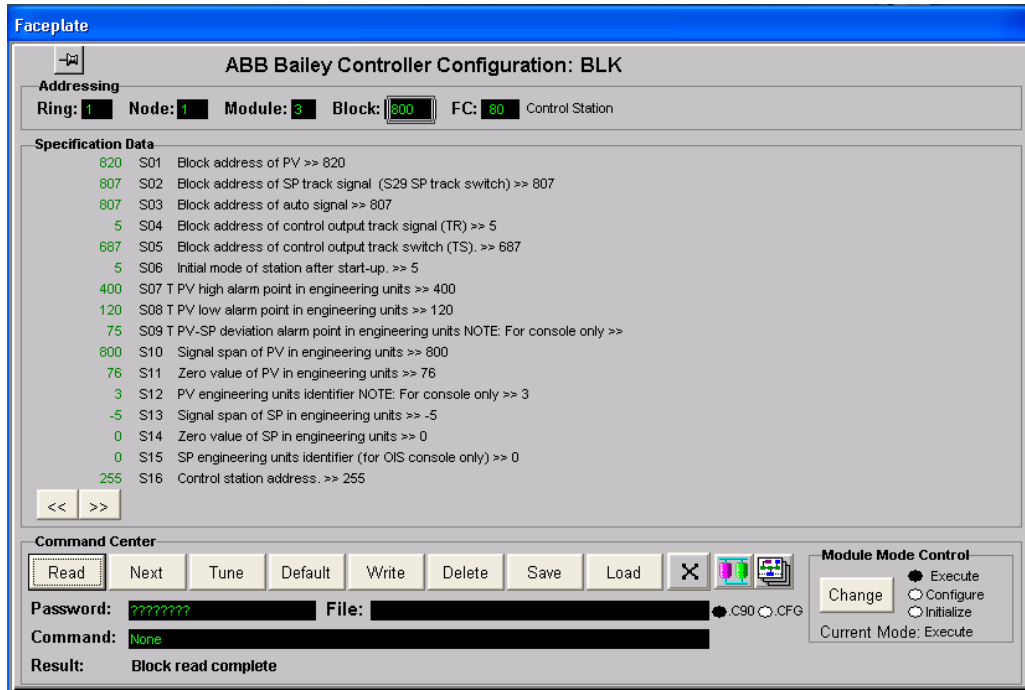 Faceplate
ABB Bailey Controller Configuration: BLK
Addressing
Ring: 1 Node: 1 Module: 3 Block: 800 FC: 80 Control Station
Specification Data
820 S01 Block address of PV >> 820
807 S02 Block address of SP track signal (S29 SP track switch) >> 807
807 S03 Block address of auto signal >> 807
5 S04 Block address of control output track signal (TR) >> 5
687 S05 Block address of control output track switch (TS). >> 687
5 S06 Initial mode of station after start-up. >> 5
400 S07 T PV high alarm point in engineering units >> 400
120 S08 T PV low alarm point in engineering units >> 120
75 S09 T PV-SP deviation alarm point in engineering units NOTE: For console only >>
800 S10 Signal span of PV in engineering units >> 800
76 S11 Zero value of PV in engineering units >> 76
3 S12 PV engineering units identifier NOTE: For console only >> 3
-5 S13 Signal span of SP in engineering units >> -5
0 S14 Zero value of SP in engineering units >> 0
0 S15 SP engineering units identifier (for OIS console only) >> 0
255 S16 Control station address. >> 255
<< >>
Command Center
Read Next Tune Default Write Delete Save Load X
Password: ???????? File: .C90 .CFG
Command: None
Result: Block read complete
Module Mode Control
Change
Execute
Configure
Initialize
Current Mode: Execute